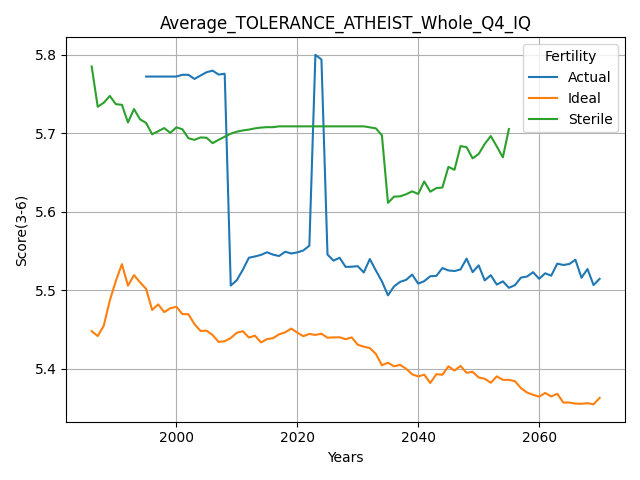 Average_TOLERANCE_ATHEIST_Whole_Q4_IQ
Fertility
Actual
Ideal
Sterile
Score(3-6)
5.8
5.7
5.6
5.5
5.4
2000 2020 2040 2060
Years